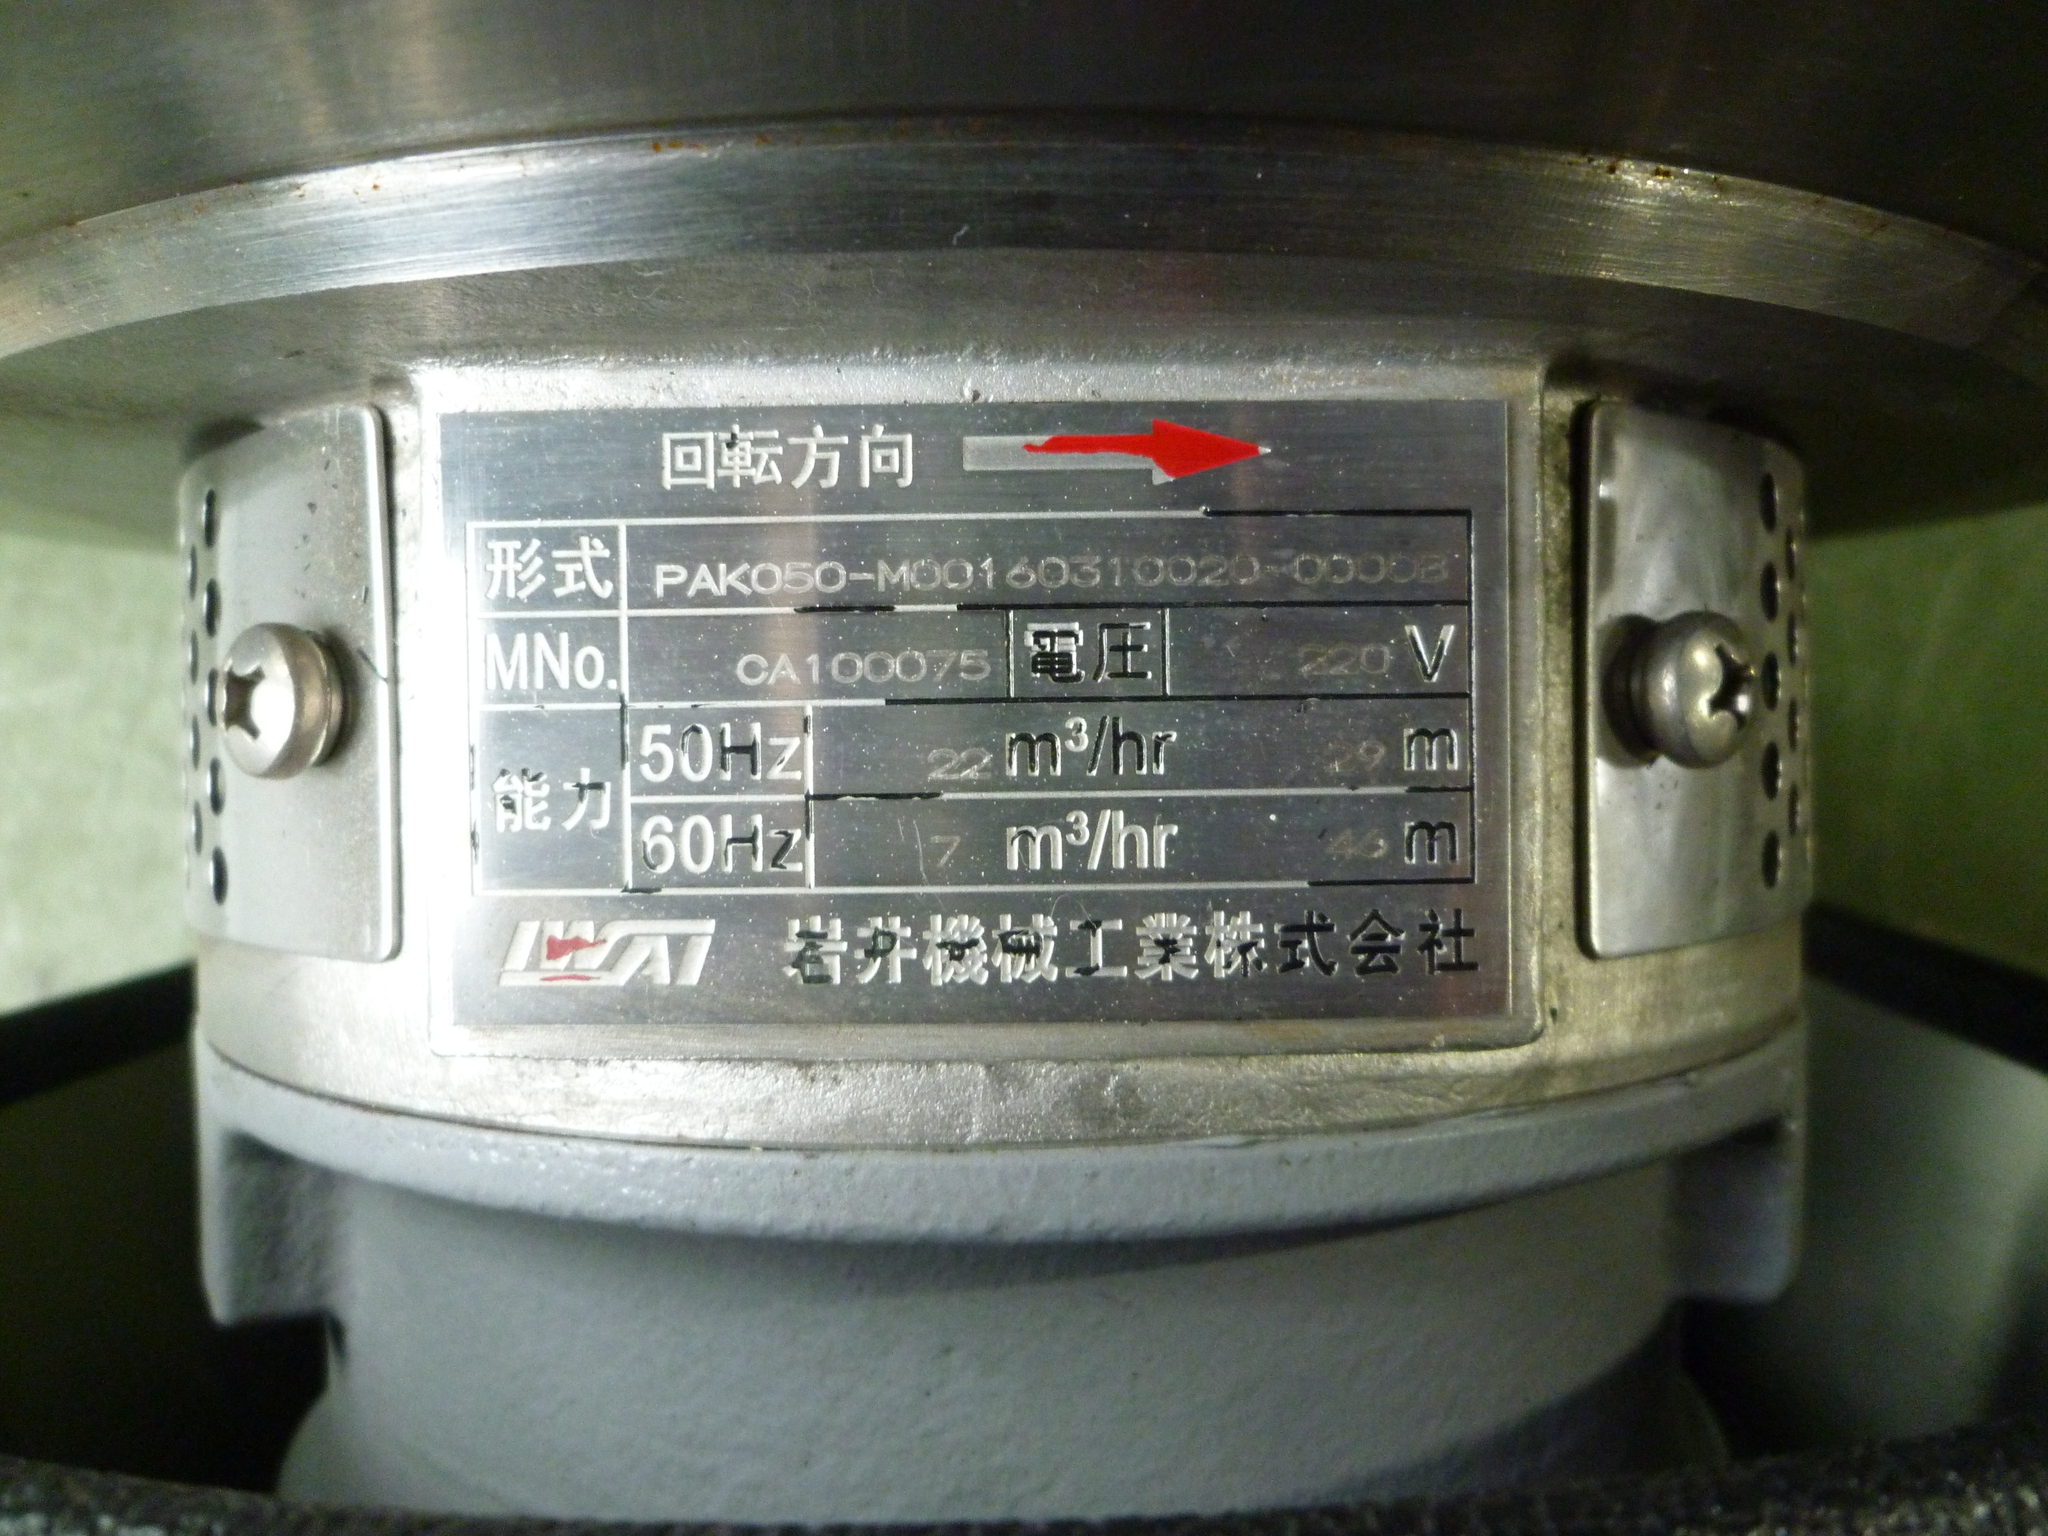 回転方向
形式 PAK050-M00160310020-0000B
MNo. CA100075 電圧 220 V
能力 50Hz 22 m³/hr 29 m
60Hz 7 m³/hr 46 m
IWAI 岩井機械工業株式会社